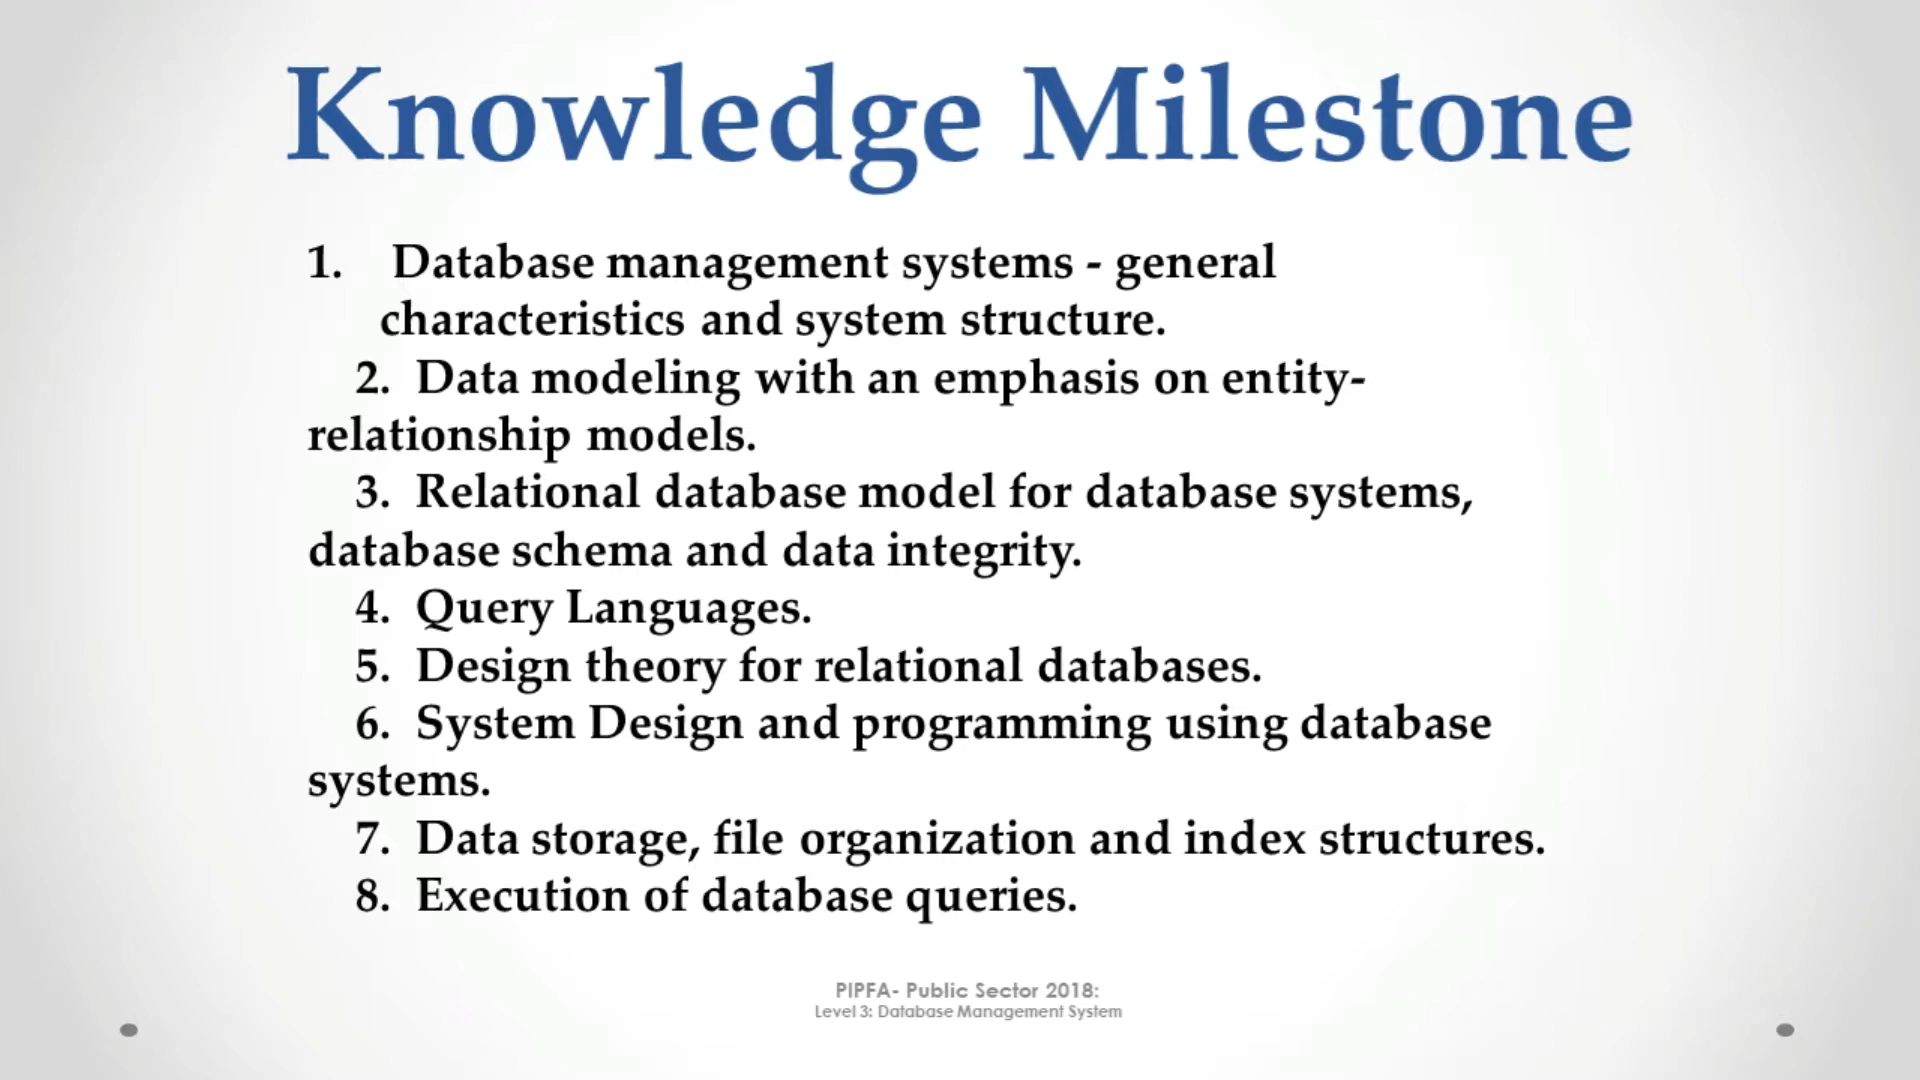 Knowledge Milestone
1. Database management systems - general
characteristics and system structure.
2. Data modeling with an emphasis on entity-
relationship models.
3. Relational database model for database systems,
database schema and data integrity.
4. Query Languages.
5. Design theory for relational databases.
6. System Design and programming using database
systems.
7. Data storage, file organization and index structures.
8. Execution of database queries.
PIPFA- Public Sector 2018:
Level 3: Database Management System